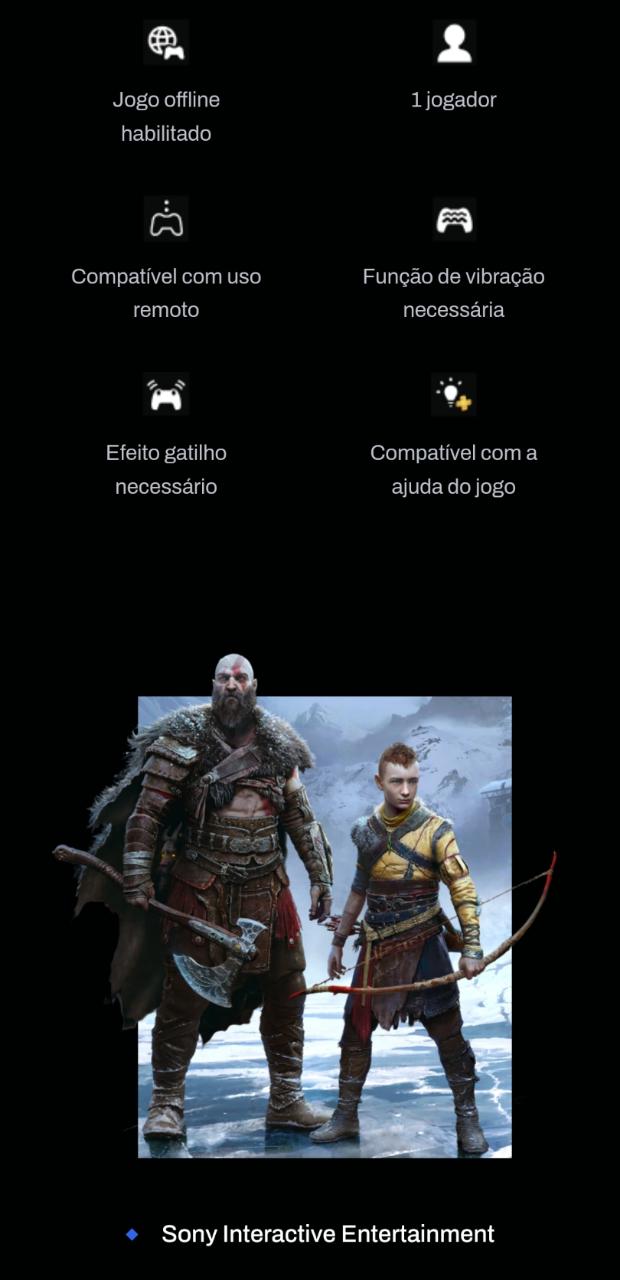 Jogo offline
habilitado
1 jogador
Compatível com uso
remoto
Função de vibração
necessária
Efeito gatilho
necessário
Compatível com a
ajuda do jogo
Sony Interactive Entertainment